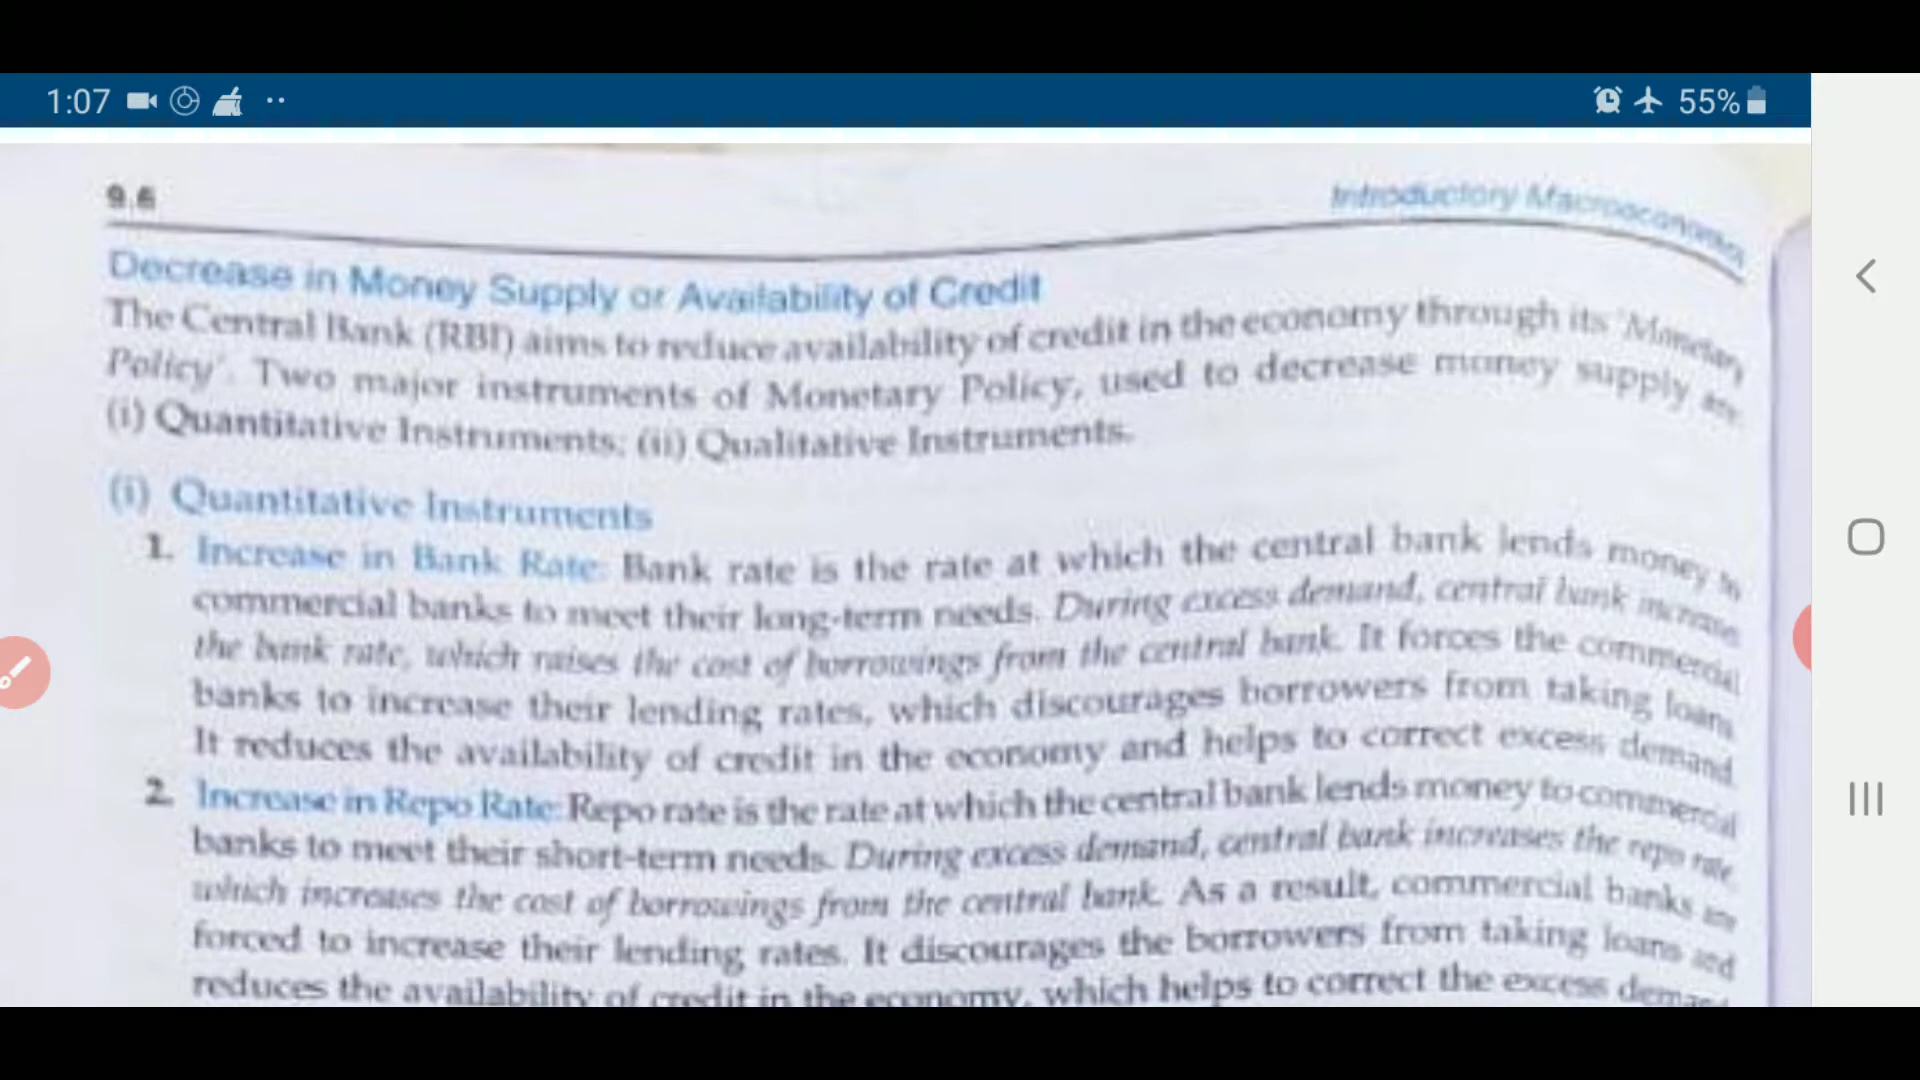 1:07
55%
9.6
Introductory Macroeconomics
Decrease in Money Supply or Availability of Credit
The Central Bank (RBI) aims to reduce availability of credit in the economy through its 'Monetary
Policy'. Two major instruments of Monetary Policy, used to decrease money supply are:
(i) Quantitative Instruments; (ii) Qualitative Instruments.
(i) Quantitative Instruments
1. Increase in Bank Rate: Bank rate is the rate at which the central bank lends money to
commercial banks to meet their long-term needs. During excess demand, central bank increases
the bank rate, which raises the cost of borrowings from the central bank. It forces the commercial
banks to increase their lending rates, which discourages borrowers from taking loans.
It reduces the availability of credit in the economy and helps to correct excess demand.
2. Increase in Repo Rate: Repo rate is the rate at which the central bank lends money to commercial
banks to meet their short-term needs. During excess demand, central bank increases the repo rate,
which increases the cost of borrowings from the central bank. As a result, commercial banks are
forced to increase their lending rates. It discourages the borrowers from taking loans and
reduces the availability of credit in the economy, which helps to correct the excess demand.